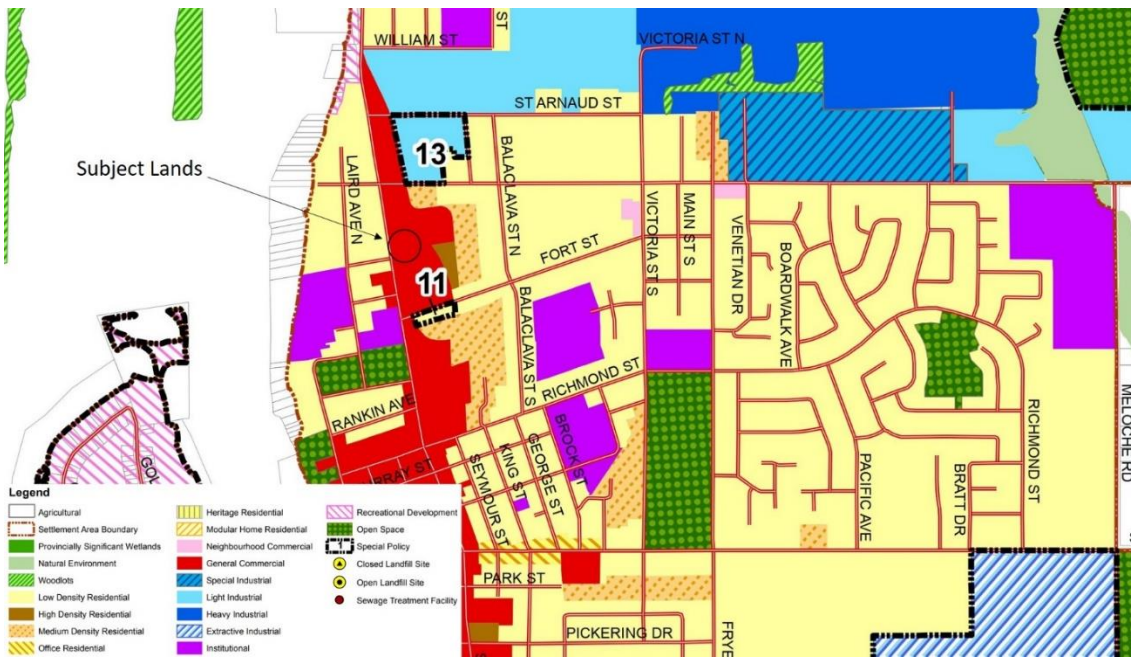 ST
WILLIAM ST
VICTORIA ST N
ST ARNAUD ST
Subject Lands
13
LAIRD AVE N
BALACLAVA ST N
FORT ST
VICTORIA ST S
MAIN ST S
VENETIAN DR
BOARDWALK AVE
11
BALACLAVA ST S
RICHMOND ST
RANKIN AVE
BROCK ST
GEORGE ST
KING ST
SEYMOUR ST
PACIFIC AVE
BRATT DR
RICHMOND ST
MELOCHE RD
PARK ST
PICKERING DR
Legend
Agricultural
Settlement Area Boundary
Provincially Significant Wetlands
Natural Environment
Woodlots
Low Density Residential
High Density Residential
Medium Density Residential
Office Residential
Heritage Residential
Modular Home Residential
Neighbourhood Commercial
General Commercial
Special Industrial
Light Industrial
Heavy Industrial
Extractive Industrial
Institutional
Recreational Development
Open Space
1 Special Policy
Closed Landfill Site
Open Landfill Site
Sewage Treatment Facility